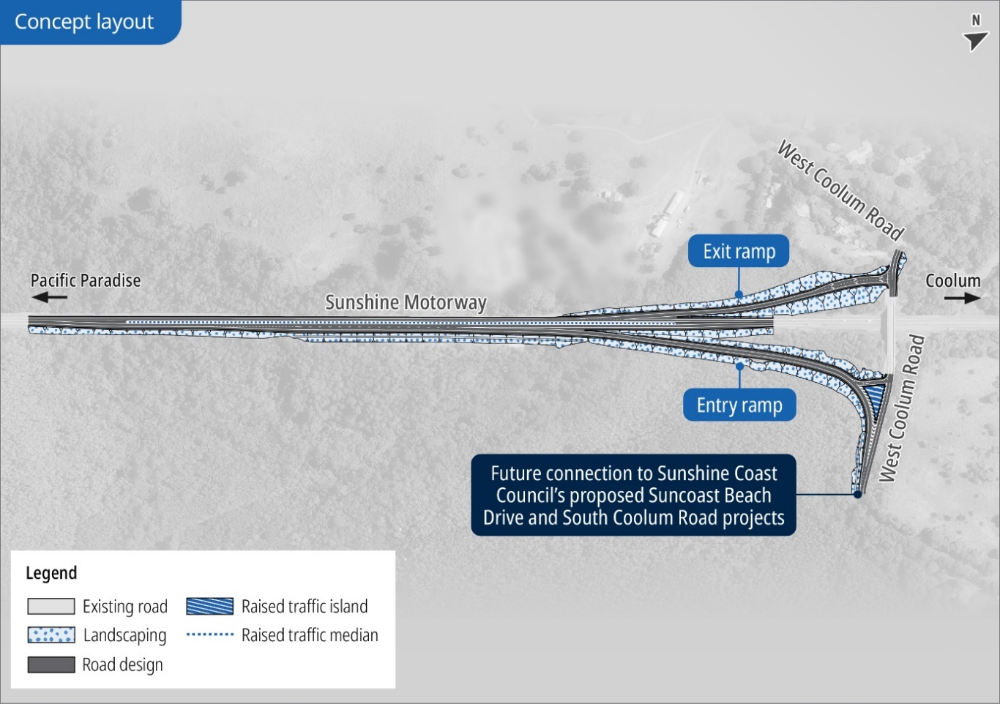 Concept layout
N
West Coolum Road
Exit ramp
Pacific Paradise
Coolum
Sunshine Motorway
West Coolum Road
Entry ramp
Future connection to Sunshine Coast
Council's proposed Suncoast Beach
Drive and South Coolum Road projects
Legend
Existing road
Raised traffic island
Landscaping
Raised traffic median
Road design